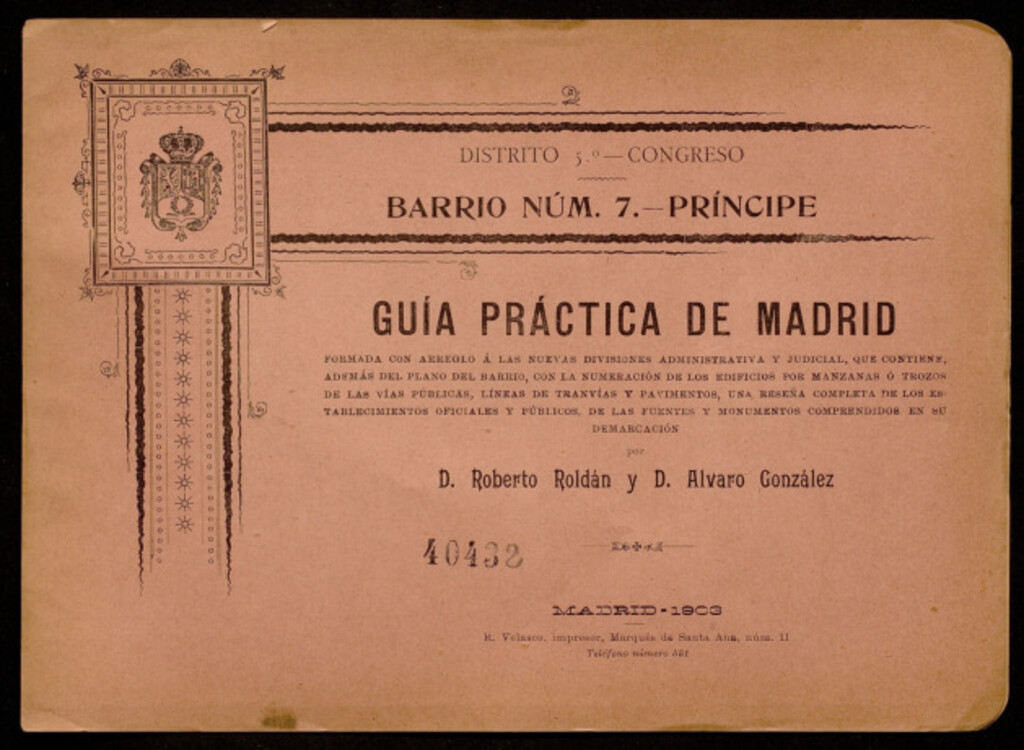 DISTRITO 5.º—CONGRESO
BARRIO NÚM. 7.—PRÍNCIPE
GUÍA PRÁCTICA DE MADRID
FORMADA CON ARREGLO Á LAS NUEVAS DIVISIONES ADMINISTRATIVA Y JUDICIAL, QUE CONTIENE,
ADEMÁS DEL PLANO DEL BARRIO, CON LA NUMERACIÓN DE LOS EDIFICIOS POR MANZANAS Ó TROZOS
DE LAS VÍAS PÚBLICAS, LÍNEAS DE TRANVÍAS Y PAVIMENTOS, UNA RESEÑA COMPLETA DE LOS ES-
TABLECIMIENTOS OFICIALES Y PÚBLICOS, DE LAS FUENTES Y MONUMENTOS COMPRENDIDOS EN SU
DEMARCACIÓN
por
D. Roberto Roldán y D. Alvaro González
40432
MADRID-1903
R. Velasco, impresor, Marqués de Santa Ana, núm. 11
Teléfono número 551